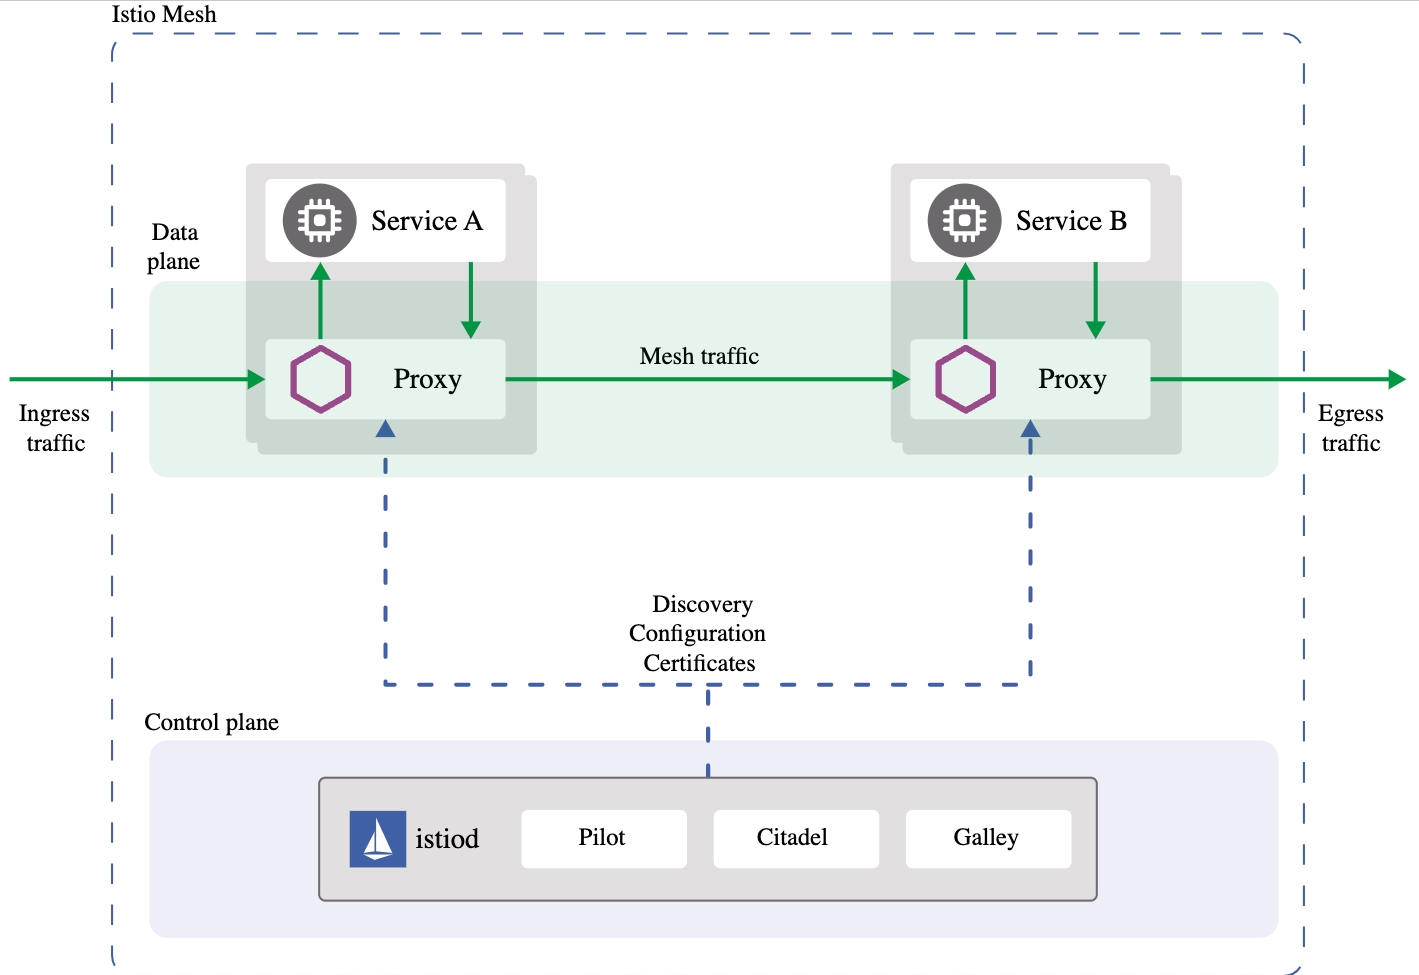 Istio Mesh
Service A
Service B
Data
plane
Mesh traffic
Proxy
Proxy
Ingress
traffic
Egress
traffic
Discovery
Configuration
Certificates
Control plane
istiod
Pilot
Citadel
Galley